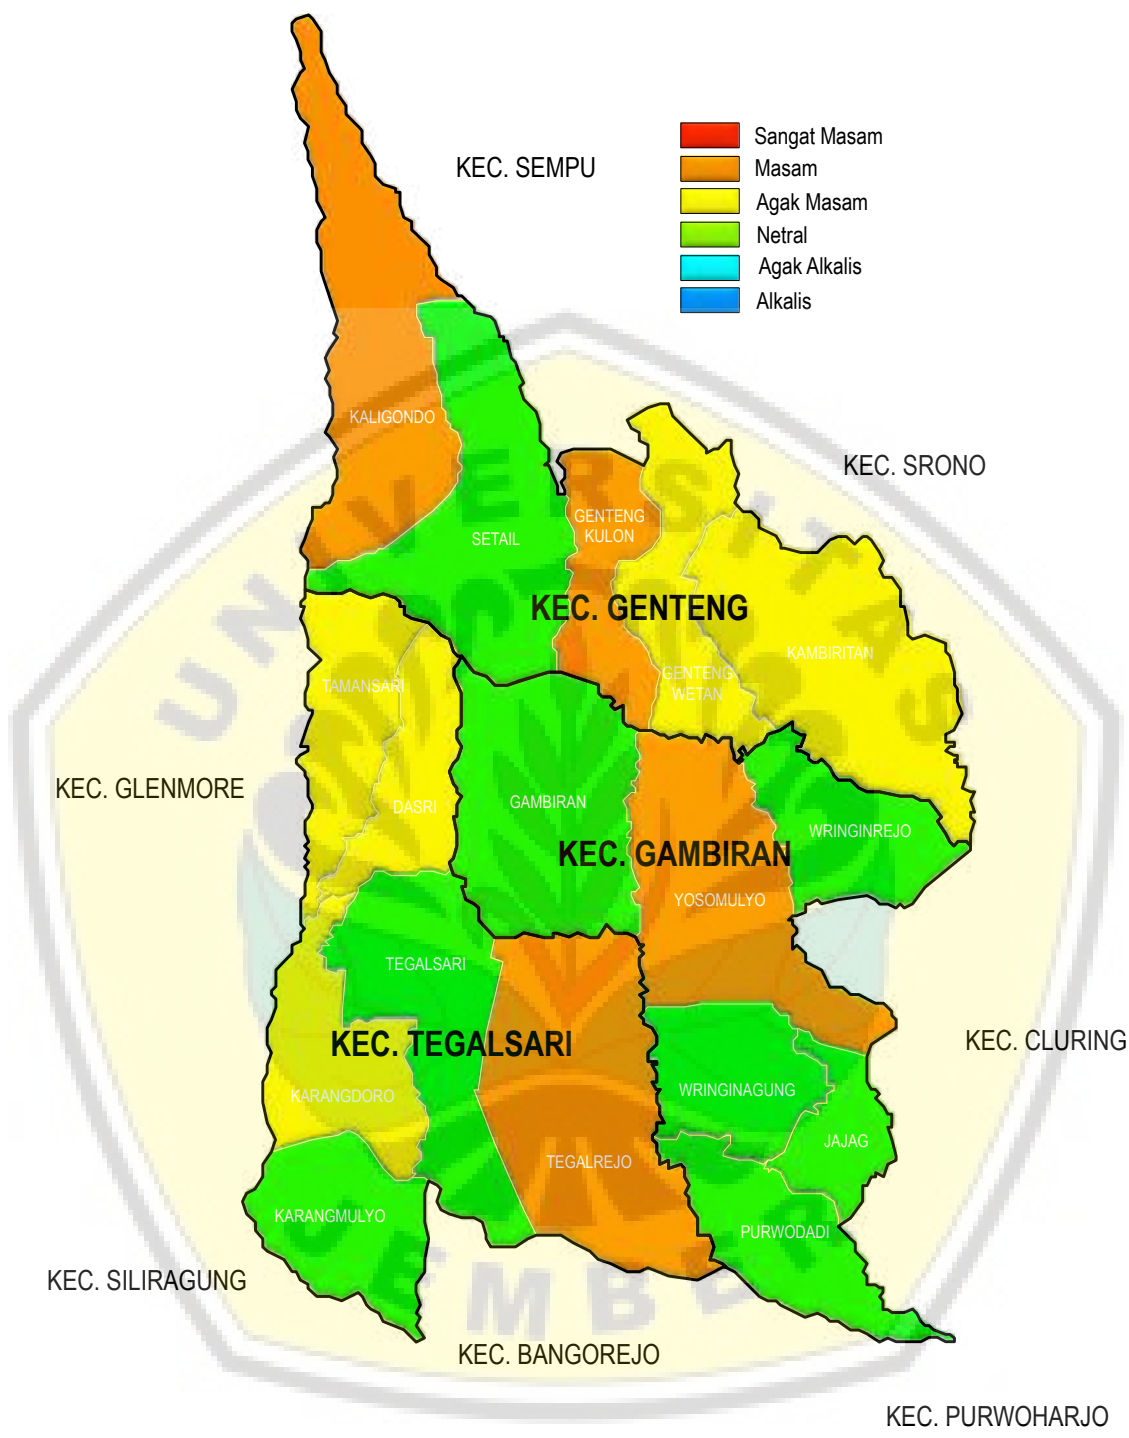 KEC. SEMPU
Sangat Masam
Masam
Agak Masam
Netral
Agak Alkalis
Alkalis
KALIGONDO
KEC. SRONO
GENTENG
KULON
SETAIL
KEC. GENTENG
KAMBIRITAN
GENTENG
WETAN
TAMANSARI
KEC. GLENMORE
DASRI
GAMBIRAN
WRINGINREJO
KEC. GAMBIRAN
YOSOMULYO
TEGALSARI
KEC. TEGALSARI
KEC. CLURING
KARANGDORO
WRINGINAGUNG
JAJAG
TEGALREJO
KARANGMULYO
PURWODADI
KEC. SILIRAGUNG
KEC. BANGOREJO
KEC. PURWOHARJO
UNIVERSITAS
JEMBER